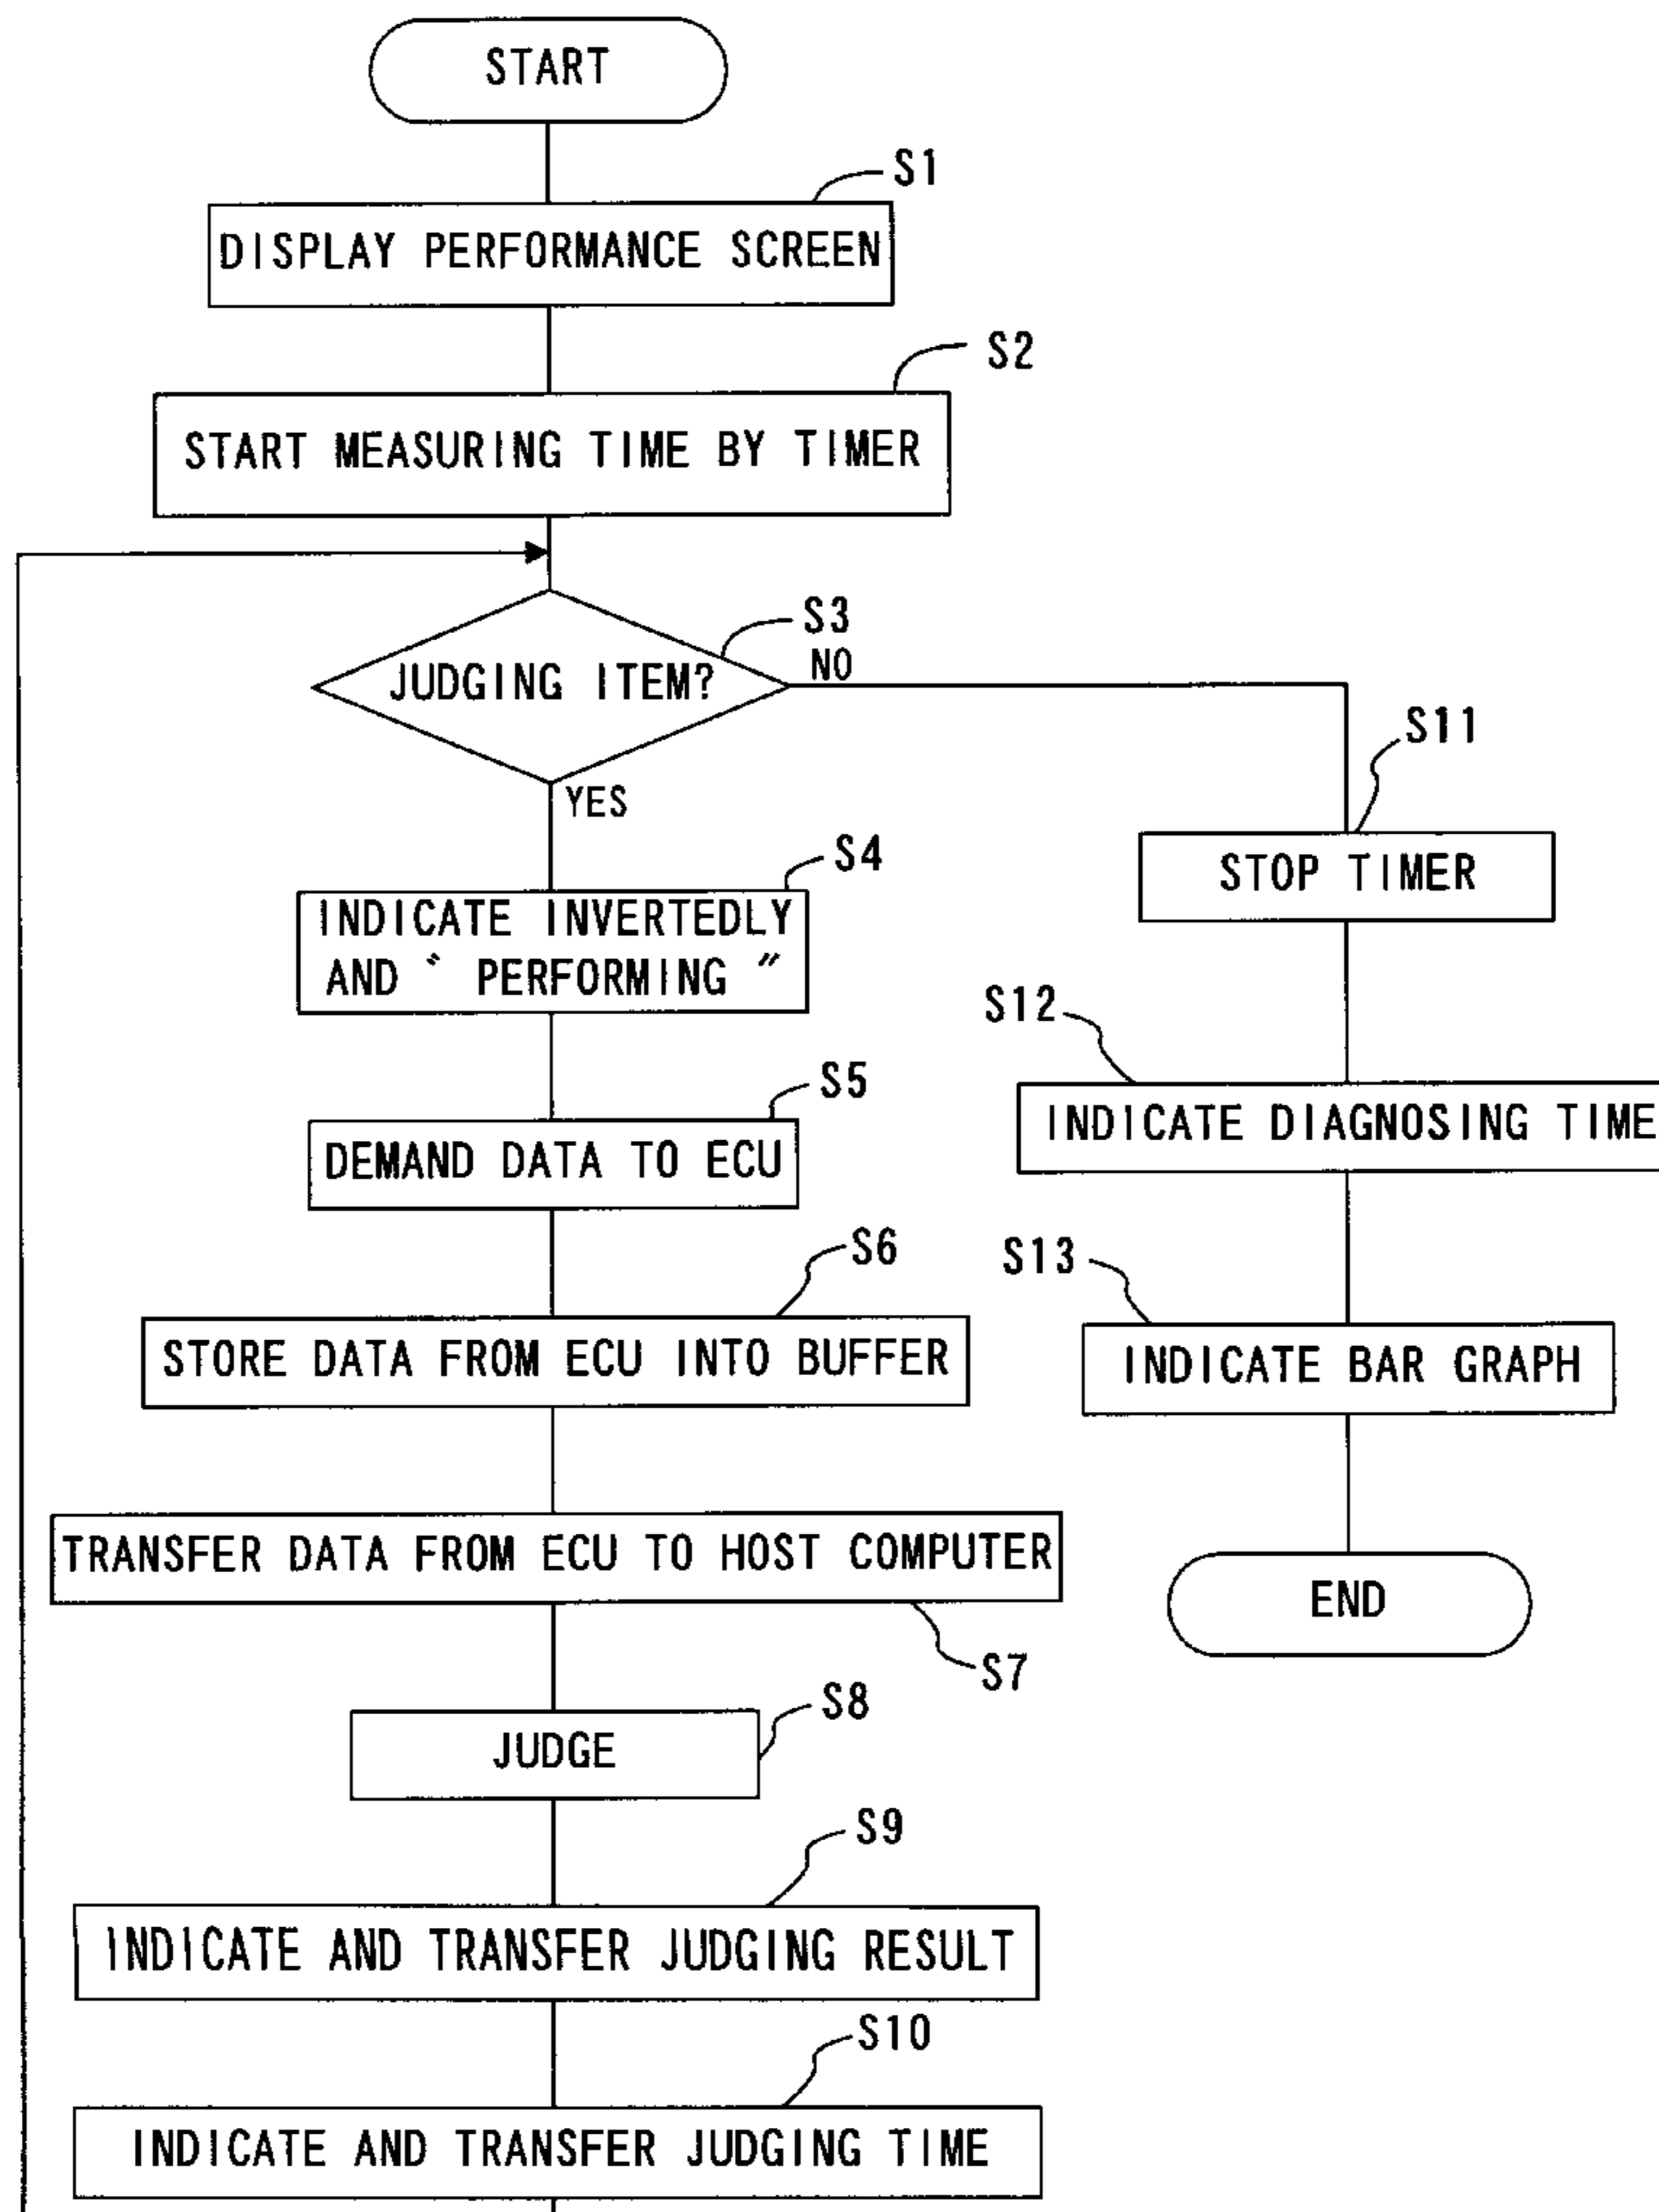 START
S1
DISPLAY PERFORMANCE SCREEN
S2
START MEASURING TIME BY TIMER
S3
JUDGING ITEM?
NO
YES
S4
INDICATE INVERTEDLY
AND ` PERFORMING "
S5
DEMAND DATA TO ECU
S6
STORE DATA FROM ECU INTO BUFFER
TRANSFER DATA FROM ECU TO HOST COMPUTER
S7
S8
JUDGE
S9
INDICATE AND TRANSFER JUDGING RESULT
S10
INDICATE AND TRANSFER JUDGING TIME
S11
STOP TIMER
S12
INDICATE DIAGNOSING TIME
S13
INDICATE BAR GRAPH
END